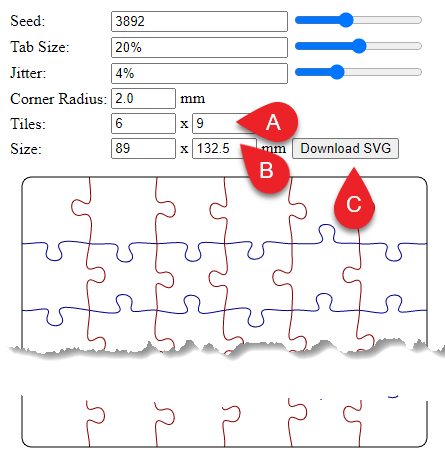 Seed: 3892
Tab Size: 20%
Jitter: 4%
Corner Radius: 2.0 mm
Tiles: 6 x 9 A
Size: 89 x 132.5 mm Download SVG
B
C